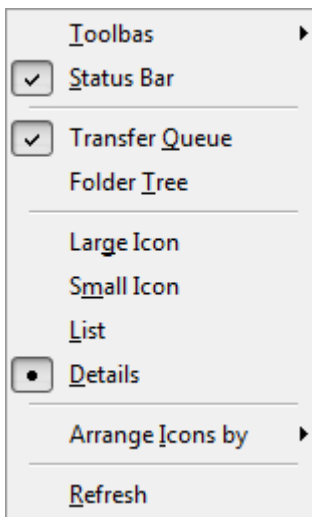 Toolbas
Status Bar
Transfer Queue
Folder Tree
Large Icon
Small Icon
List
Details
Arrange Icons by
Refresh